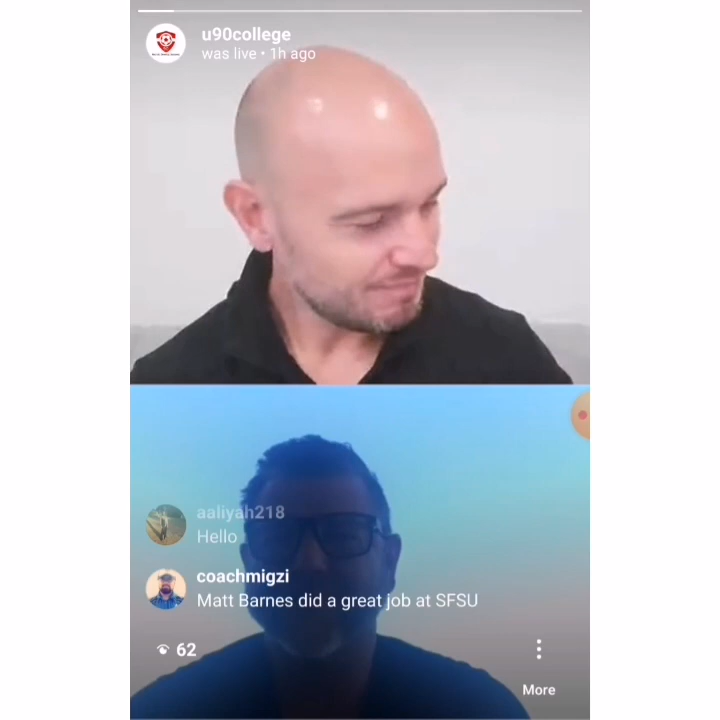 u90college
was live • 1h ago
aaliyah218
Hello
coachmigzi
Matt Barnes did a great job at SFSU
62
More